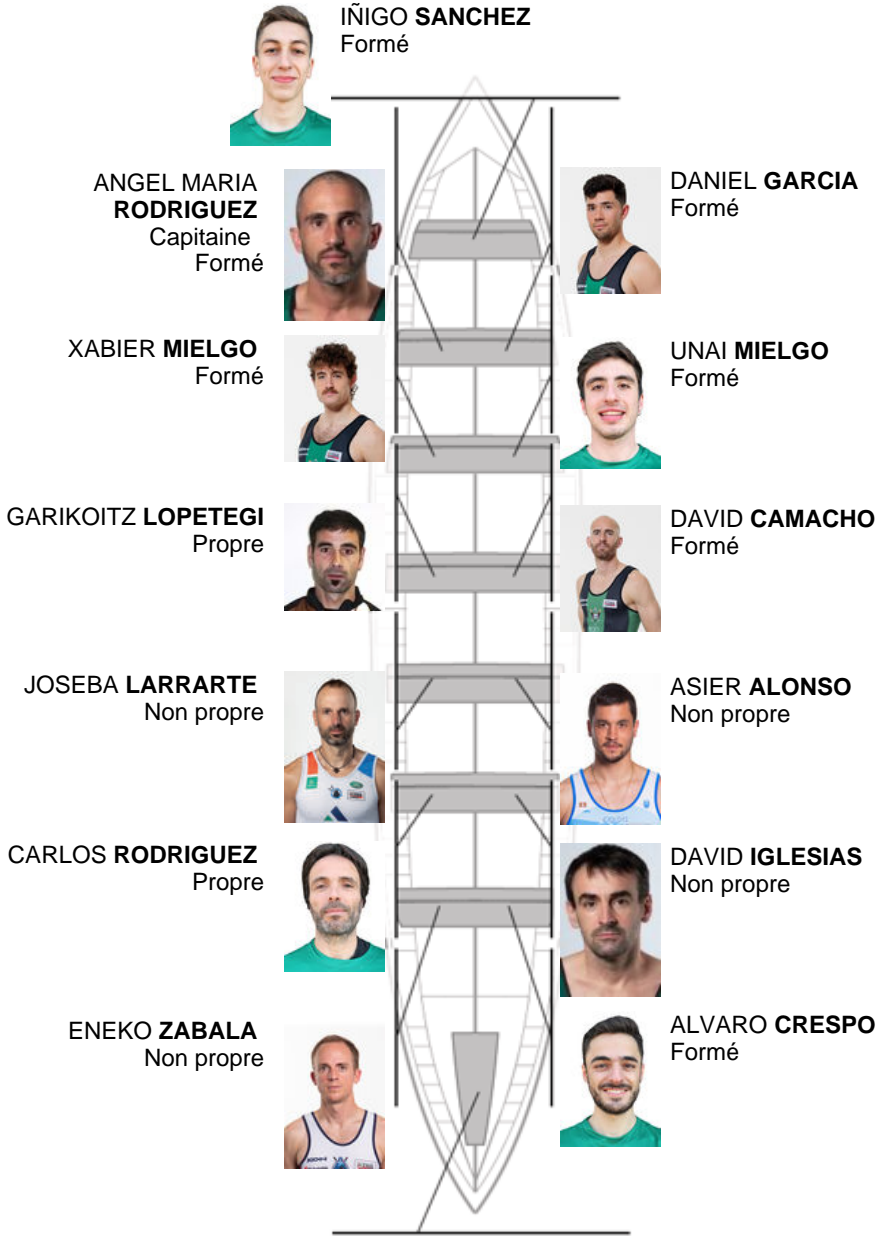 IÑIGO SANCHEZ
Formé
ANGEL MARIA
RODRIGUEZ
Capitaine
Formé
DANIEL GARCIA
Formé
XABIER MIELGO
Formé
UNAI MIELGO
Formé
GARIKOITZ LOPETEGI
Propre
DAVID CAMACHO
Formé
JOSEBA LARRARTE
Non propre
ASIER ALONSO
Non propre
CARLOS RODRIGUEZ
Propre
DAVID IGLESIAS
Non propre
ENEKO ZABALA
Non propre
ALVARO CRESPO
Formé